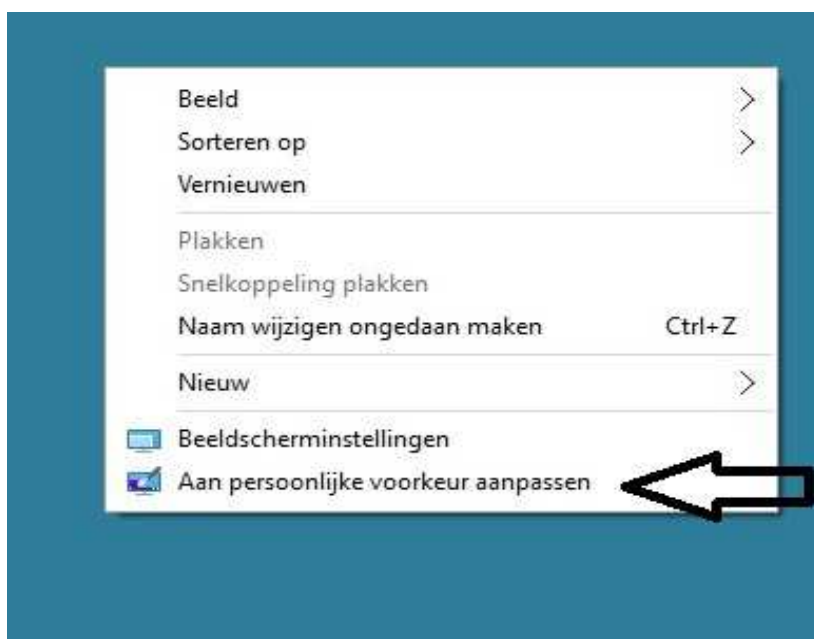 Beeld
Sorteren op
Vernieuwen
Plakken
Snelkoppeling plakken
Naam wijzigen ongedaan maken Ctrl+Z
Nieuw
Beeldscherminstellingen
Aan persoonlijke voorkeur aanpassen